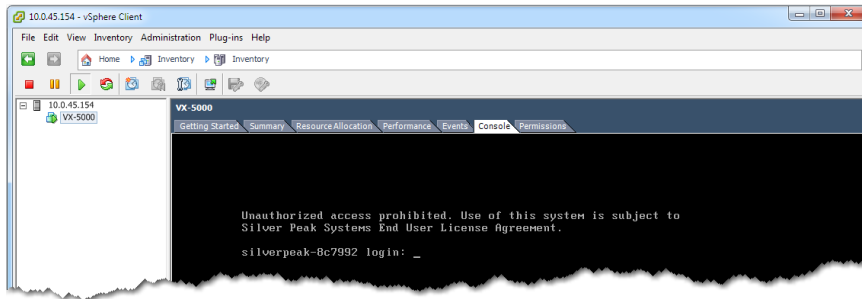 10.0.45.154 - vSphere Client
File Edit View Inventory Administration Plug-ins Help
Home Inventory Inventory
10.0.45.154
VX-5000
VX-5000
Getting Started Summary Resource Allocation Performance Events Console Permissions
Unauthorized access prohibited. Use of this system is subject to
Silver Peak Systems End User License Agreement.
silverpeak-8c7992 login: _